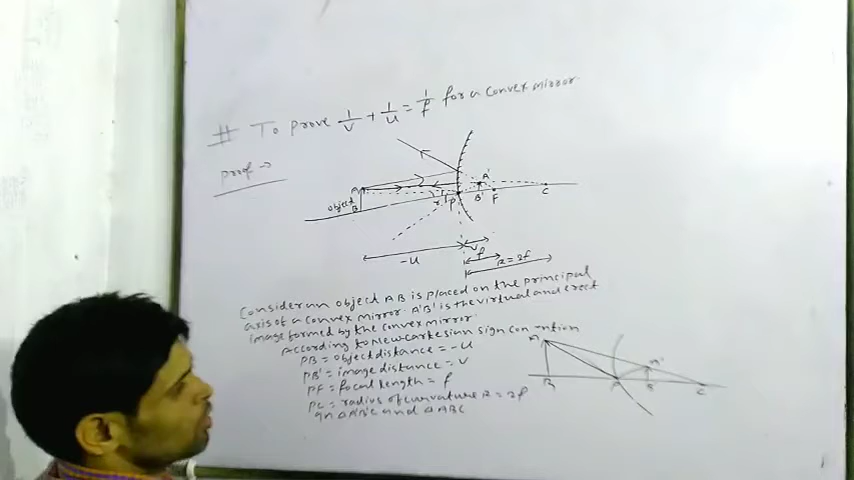 # To prove 1/v + 1/u = 1/f for a convex mirror.
Proof →
A
object
B
P
A'
B'
F
C
-u
v
f
R = 2f
Consider an object AB is placed on the principal
axis of a convex mirror. A'B' is the virtual and erect
image formed by the convex mirror.
According to New cartesian sign convention
PB = object distance = -u
PB' = image distance = v
PF = focal length = f
PC = radius of curvature R = 2f
In ΔA'B'C and ΔABC
A
B
P
A'
B'
C